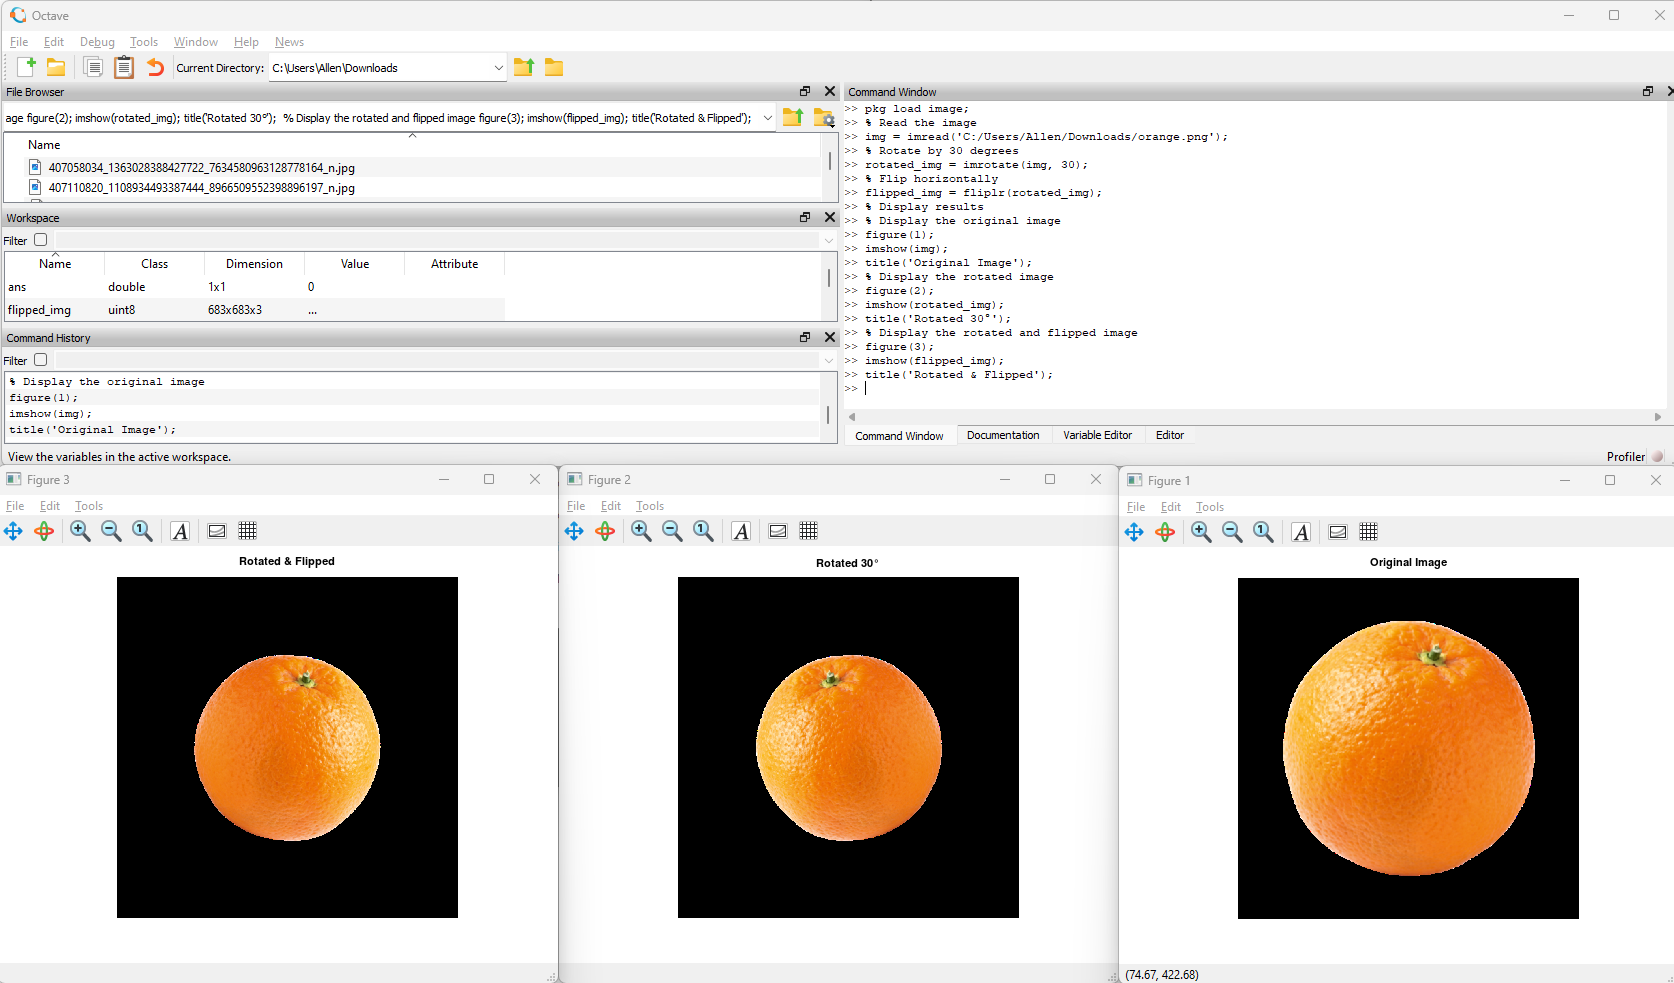 Octave
File Edit Debug Tools Window Help News
Current Directory: C:\Users\Allen\Downloads
File Browser
age figure(2); imshow(rotated_img); title('Rotated 30°'); % Display the rotated and flipped image figure(3); imshow(flipped_img); title('Rotated & Flipped');
Name
407058034_1363028388427722_7634580963128778164_n.jpg
407110820_1108934493387444_8966509552398896197_n.jpg
Workspace
Filter
Name Class Dimension Value Attribute
ans double 1x1 0
flipped_img uint8 683x683x3 ...
Command History
Filter
% Display the original image
figure(1);
imshow(img);
title('Original Image');
View the variables in the active workspace.
Command Window
>> pkg load image;
>> % Read the image
>> img = imread('C:/Users/Allen/Downloads/orange.png');
>> % Rotate by 30 degrees
>> rotated_img = imrotate(img, 30);
>> % Flip horizontally
>> flipped_img = fliplr(rotated_img);
>> % Display results
>> % Display the original image
>> figure(1);
>> imshow(img);
>> title('Original Image');
>> % Display the rotated image
>> figure(2);
>> imshow(rotated_img);
>> title('Rotated 30°');
>> % Display the rotated and flipped image
>> figure(3);
>> imshow(flipped_img);
>> title('Rotated & Flipped');
>>
Command Window Documentation Variable Editor Editor
Profiler
Figure 3
File Edit Tools
1 A
Rotated & Flipped
Figure 2
File Edit Tools
1 A
Rotated 30°
Figure 1
File Edit Tools
1 A
Original Image
(74.67, 422.68)